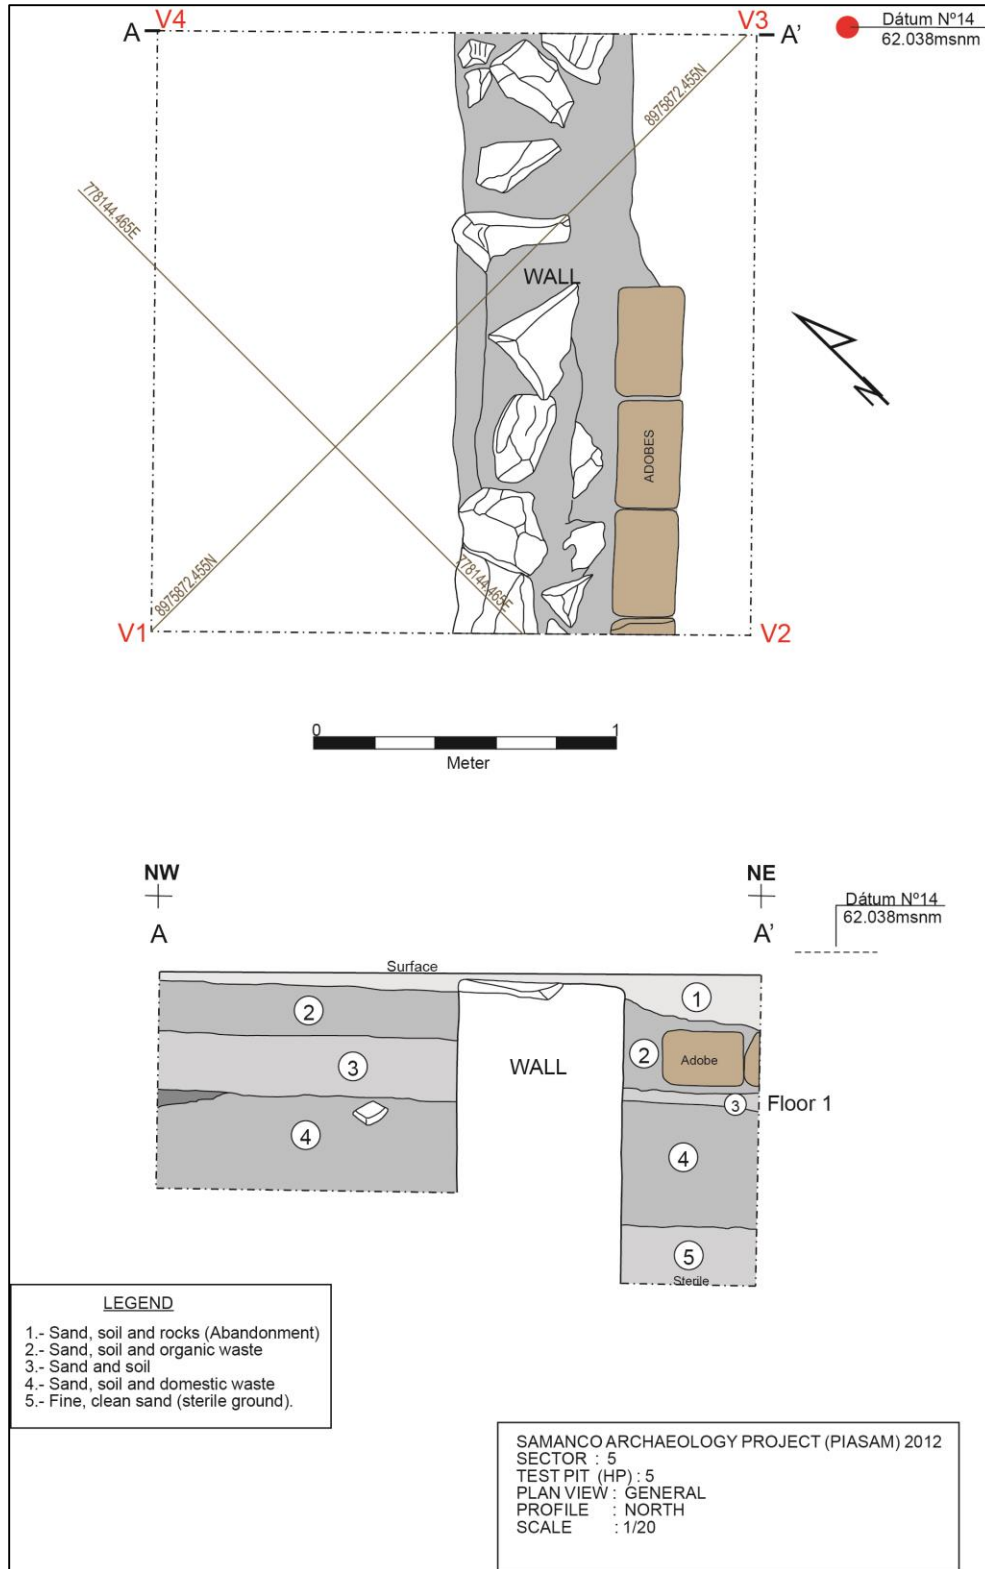 V4
V3
A
A'
Dátum Nº14
62.038msnm
8975872.455N
778144.465E
WALL
ADOBES
N
8975872.455N
778144.465E
V1
V2
0
1
Meter
NW
NE
A
A'
Dátum Nº14
62.038msnm
Surface
1
2
2
Adobe
3
WALL
3
Floor 1
4
4
5
Sterile
LEGEND
1.- Sand, soil and rocks (Abandonment)
2.- Sand, soil and organic waste
3.- Sand and soil
4.- Sand, soil and domestic waste
5.- Fine, clean sand (sterile ground).
SAMANCO ARCHAEOLOGY PROJECT (PIASAM) 2012
SECTOR : 5
TEST PIT (HP) : 5
PLAN VIEW : GENERAL
PROFILE : NORTH
SCALE : 1/20